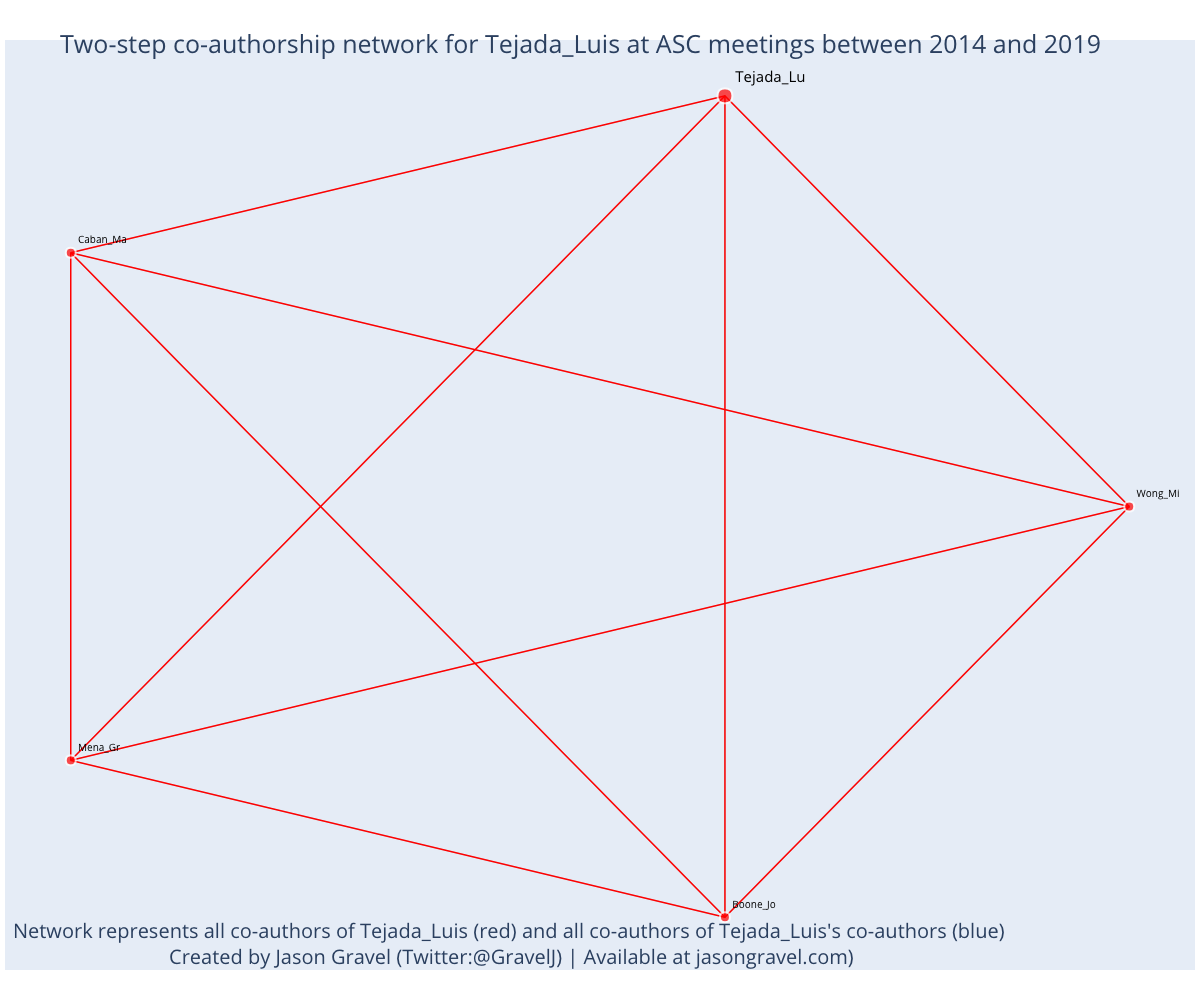 Two-step co-authorship network for Tejada_Luis at ASC meetings between 2014 and 2019
Tejada_Lu
Caban_Ma
Wong_Mi
Mena_Gr
Boone_Jo
Network represents all co-authors of Tejada_Luis (red) and all co-authors of Tejada_Luis's co-authors (blue)
Created by Jason Gravel (Twitter:@GravelJ) | Available at jasongravel.com)